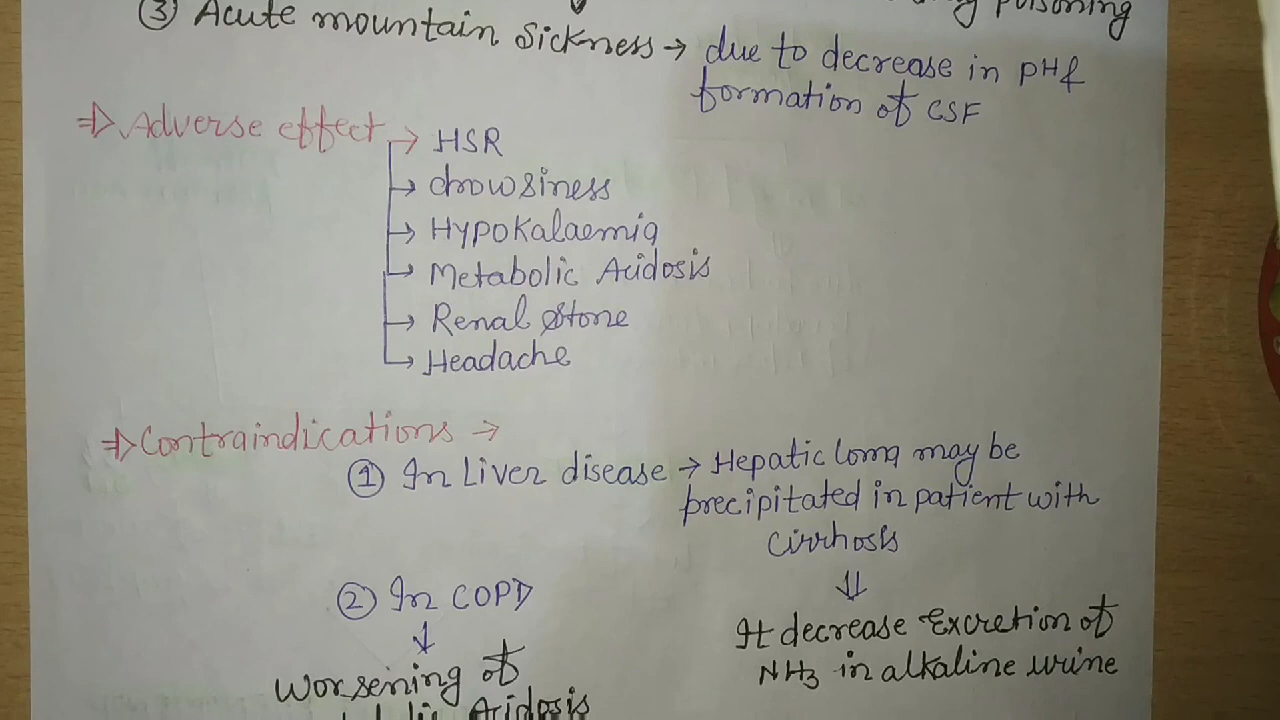 ③ Acute mountain Sickness → due to decrease in pH &
formation of CSF
poisoning
⇒ Adverse effect → HSR
→ drowsiness
→ Hypokalaemia
→ Metabolic Acidosis
→ Renal Stone
→ Headache
⇒ Contraindications →
① In Liver disease → Hepatic Coma may be
precipitated in patient with
cirrhosis
⇓
It decrease Excretion of
NH3 in alkaline urine
② In COPD
↓
Worsening of
Acidosis